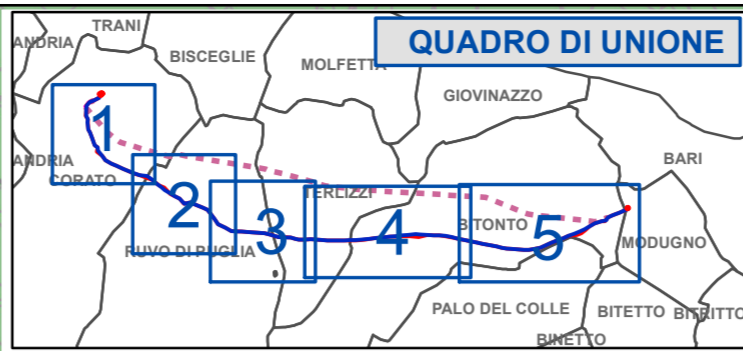 QUADRO DI UNIONE
TRANI
ANDRIA
BISCEGLIE
MOLFETTA
GIOVINAZZO
1
ANDRIA
CORATO
BARI
2
TERLIZZI
3
4
BITONTO
5
MODUGNO
RUVO DI PUGLIA
PALO DEL COLLE
BITETTO
BITRITTO
BINETTO